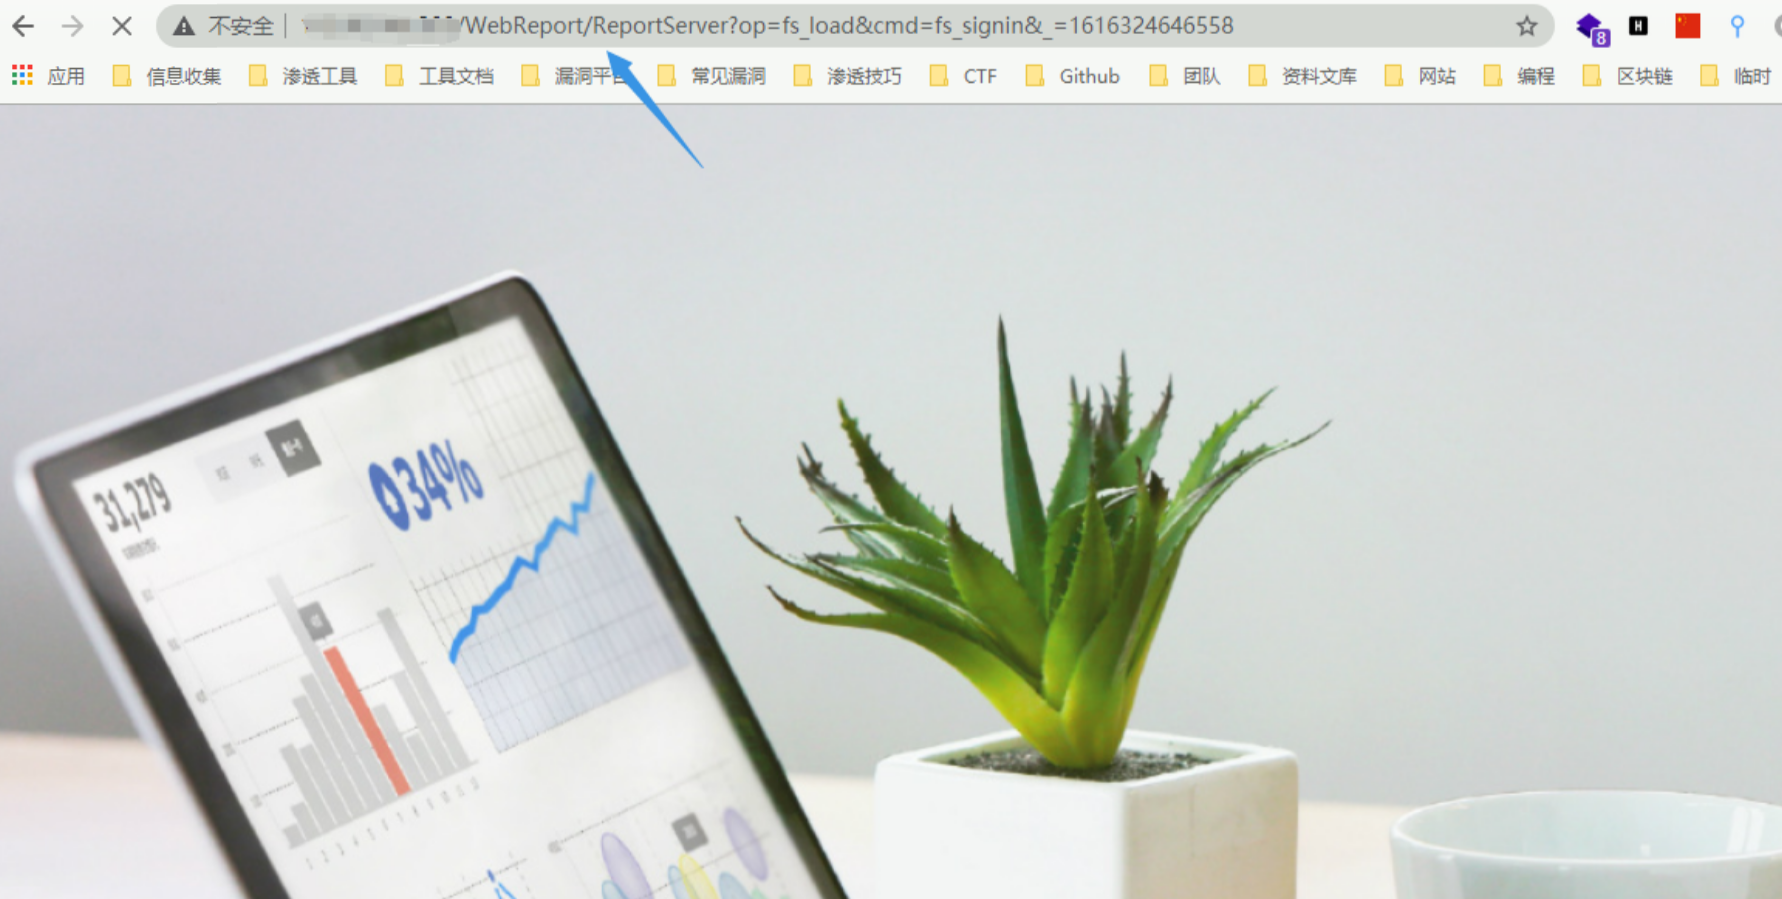 不安全 | /WebReport/ReportServer?op=fs_load&cmd=fs_signin&_=1616324646558
8
H
应用 信息收集 渗透工具 工具文档 漏洞平台 常见漏洞 渗透技巧 CTF Github 团队 资料文库 网站 编程 区块链 临时
31,279
34%